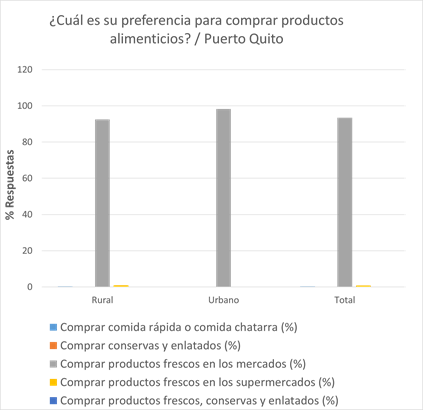 ¿Cuál es su preferencia para comprar productos
alimenticios? / Puerto Quito
120
100
80
60
40
20
0
% Respuestas
Rural Urbano Total
Comprar comida rápida o comida chatarra (%)
Comprar conservas y enlatados (%)
Comprar productos frescos en los mercados (%)
Comprar productos frescos en los supermercados (%)
Comprar productos frescos, conservas y enlatados (%)